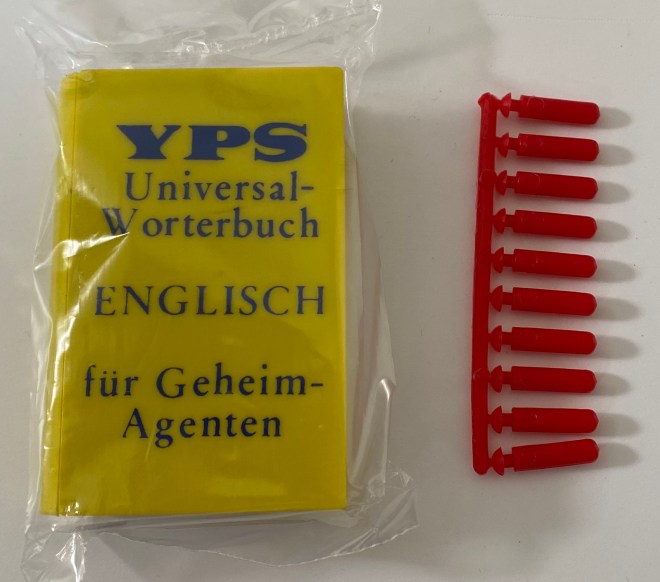 YPS
Universal-
Worterbuch
ENGLISCH
für Geheim-
Agenten